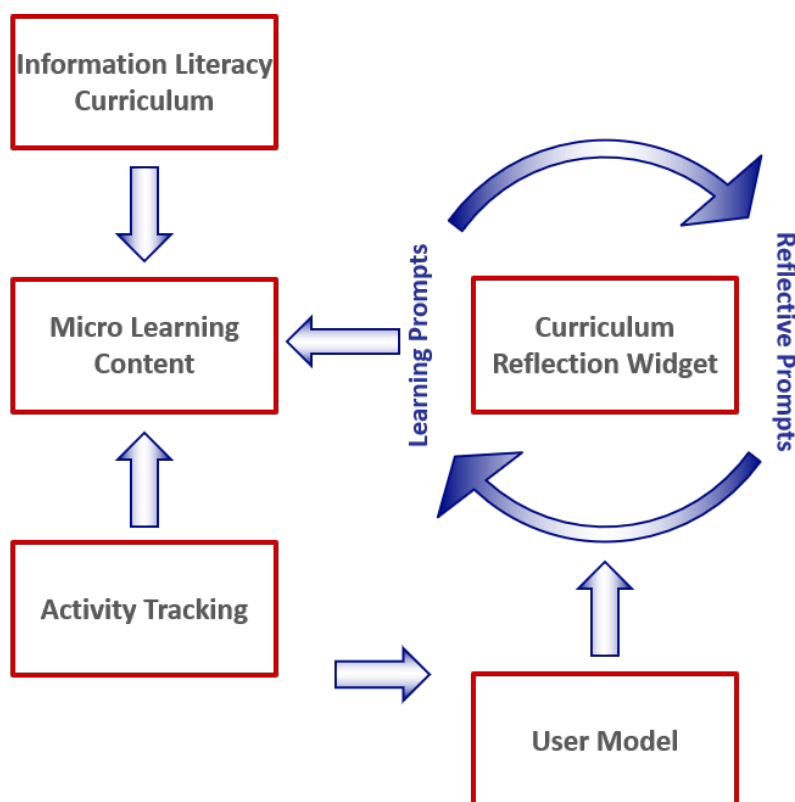 Information Literacy
Curriculum
Micro Learning
Content
Learning Prompts
Curriculum
Reflection Widget
Reflective Prompts
Activity Tracking
User Model